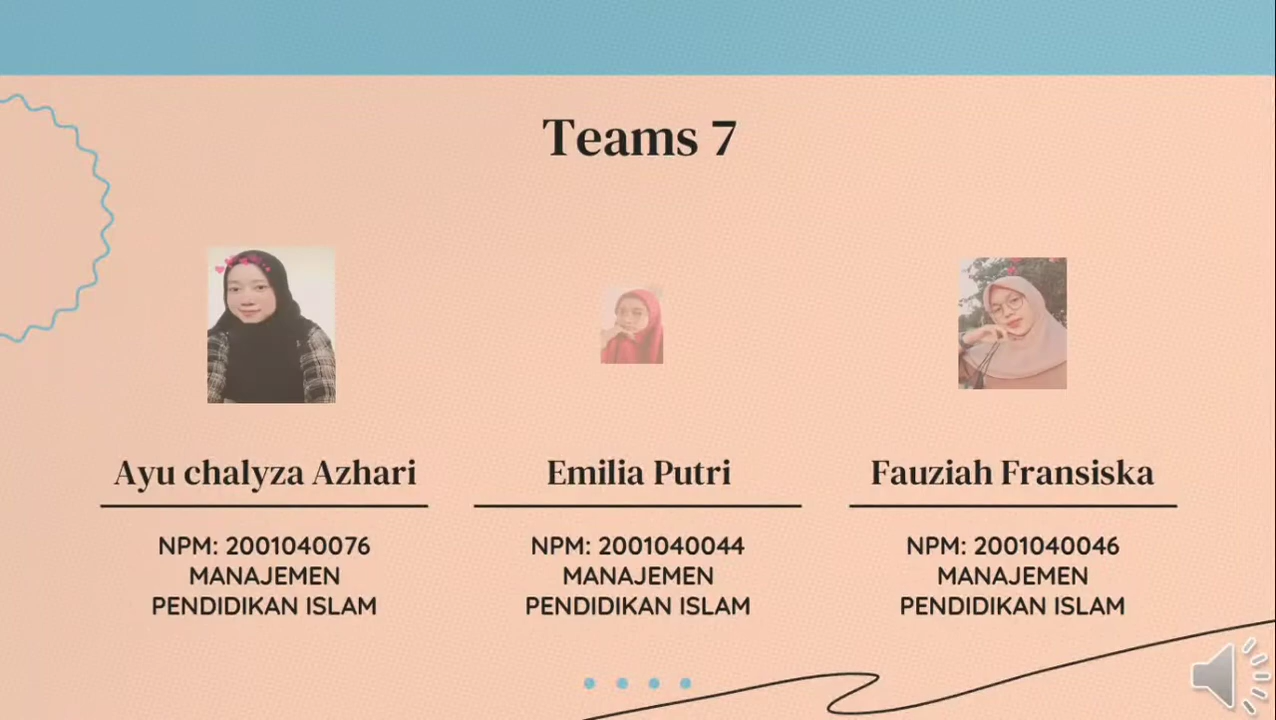 Teams 7
Ayu chalyza Azhari
NPM: 2001040076
MANAJEMEN
PENDIDIKAN ISLAM
Emilia Putri
NPM: 2001040044
MANAJEMEN
PENDIDIKAN ISLAM
Fauziah Fransiska
NPM: 2001040046
MANAJEMEN
PENDIDIKAN ISLAM